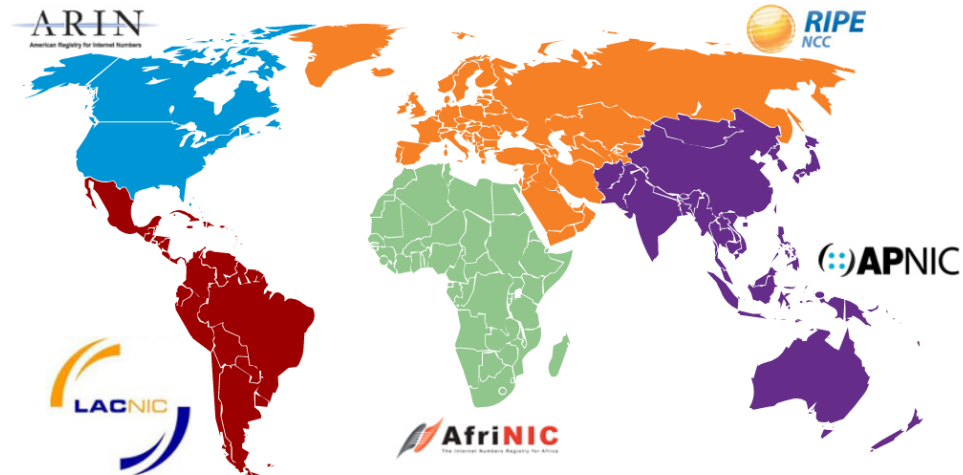 ARIN
American Registry for Internet Numbers
RIPE
NCC
APNIC
LACNIC
AfriNIC
The Internet Numbers Registry for Africa